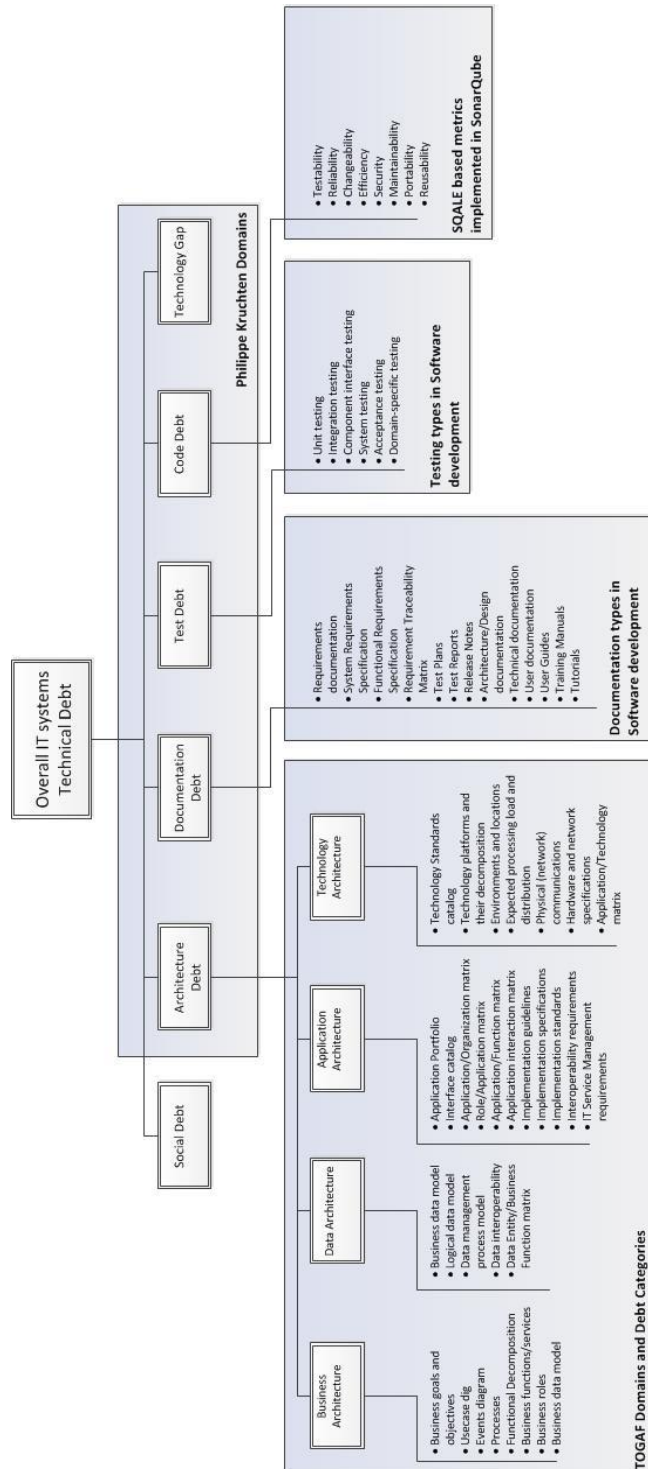 Overall IT systems
Technical Debt
Social Debt
Architecture
Debt
Documentation
Debt
Test Debt
Code Debt
Technology Gap
Philippe Kruchten Domains
Business
Architecture
• Business goals and
objectives
• Usecase dig
• Events diagram
• Processes
• Functional Decomposition
• Business functions/services
• Business roles
• Business data model
Data Architecture
• Business data model
• Logical data model
• Data management
process model
• Data interoperability
• Data Entity/Business
Function matrix
Application
Architecture
• Application Portfolio
• Interface catalog
• Application/Organization matrix
• Role/Application matrix
• Application/Function matrix
• Application interaction matrix
• Implementation guidelines
• Implementation specifications
• Implementation standards
• Interoperability requirements
• IT Service Management
requirements
Technology
Architecture
• Technology Standards
catalog
• Technology platforms and
their decomposition
• Environments and locations
• Expected processing load and
distribution
• Physical (network)
communications
• Hardware and network
specifications
• Application/Technology
matrix
TOGAF Domains and Debt Categories
• Requirements
documentation
• System Requirements
Specification
• Functional Requirements
Specification
• Requirement Traceability
Matrix
• Test Plans
• Test Reports
• Release Notes
• Architecture/Design
documentation
• Technical documentation
• User documentation
• User Guides
• Training Manuals
• Tutorials
Documentation types in
Software development
• Unit testing
• Integration testing
• Component interface testing
• System testing
• Acceptance testing
• Domain-specific testing
Testing types in Software
development
• Testability
• Reliability
• Changeability
• Efficiency
• Security
• Maintainability
• Portability
• Reusability
SQALE based metrics
implemented in SonarQube